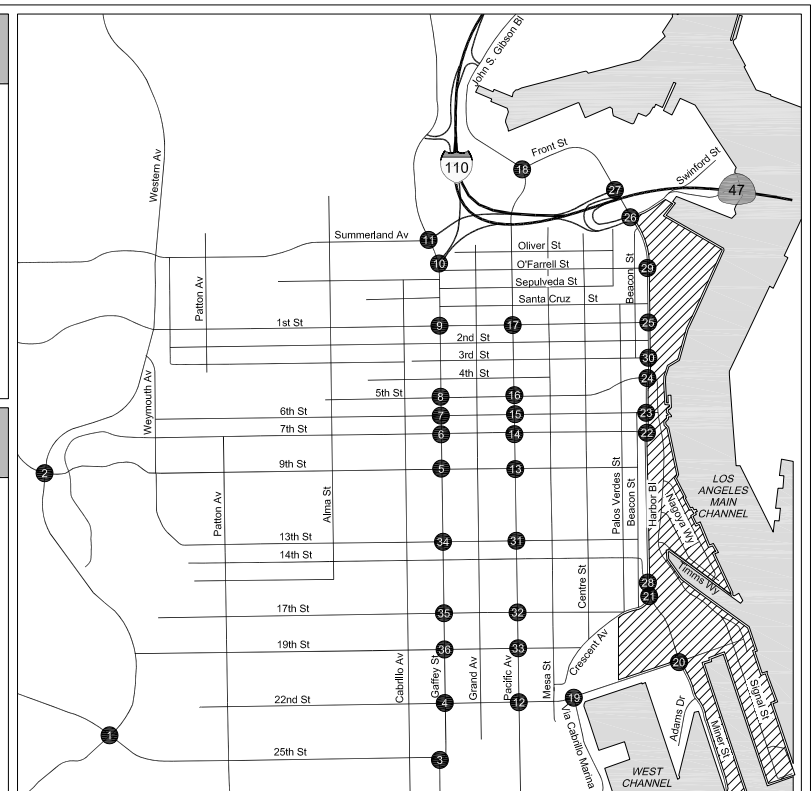 John S. Gibson Bl
Front St
Swinford St
110
18
27
47
Western Av
26
Summerland Av
11
Oliver St
10
O'Farrell St
29
Beacon St
Sepulveda St
Patton Av
Santa Cruz St
1st St
9
17
25
2nd St
3rd St
30
4th St
24
Weymouth Av
5th St
8
16
6th St
7
15
23
7th St
6
14
22
2
9th St
5
13
LOS
ANGELES
MAIN
CHANNEL
Patton Av
Alma St
Palos Verdes St
Beacon St
Harbor Bl
Nagoya Wy
13th St
34
31
14th St
Timms Wy
Centre St
28
21
17th St
35
32
19th St
36
33
Crescent Av
20
Cabrillo Av
Gaffey St
Grand Av
Pacific Av
Mesa St
22nd St
4
12
19
Signal St
Adams Dr
Miner St
Via Cabrillo Marina
1
25th St
3
WEST
CHANNEL